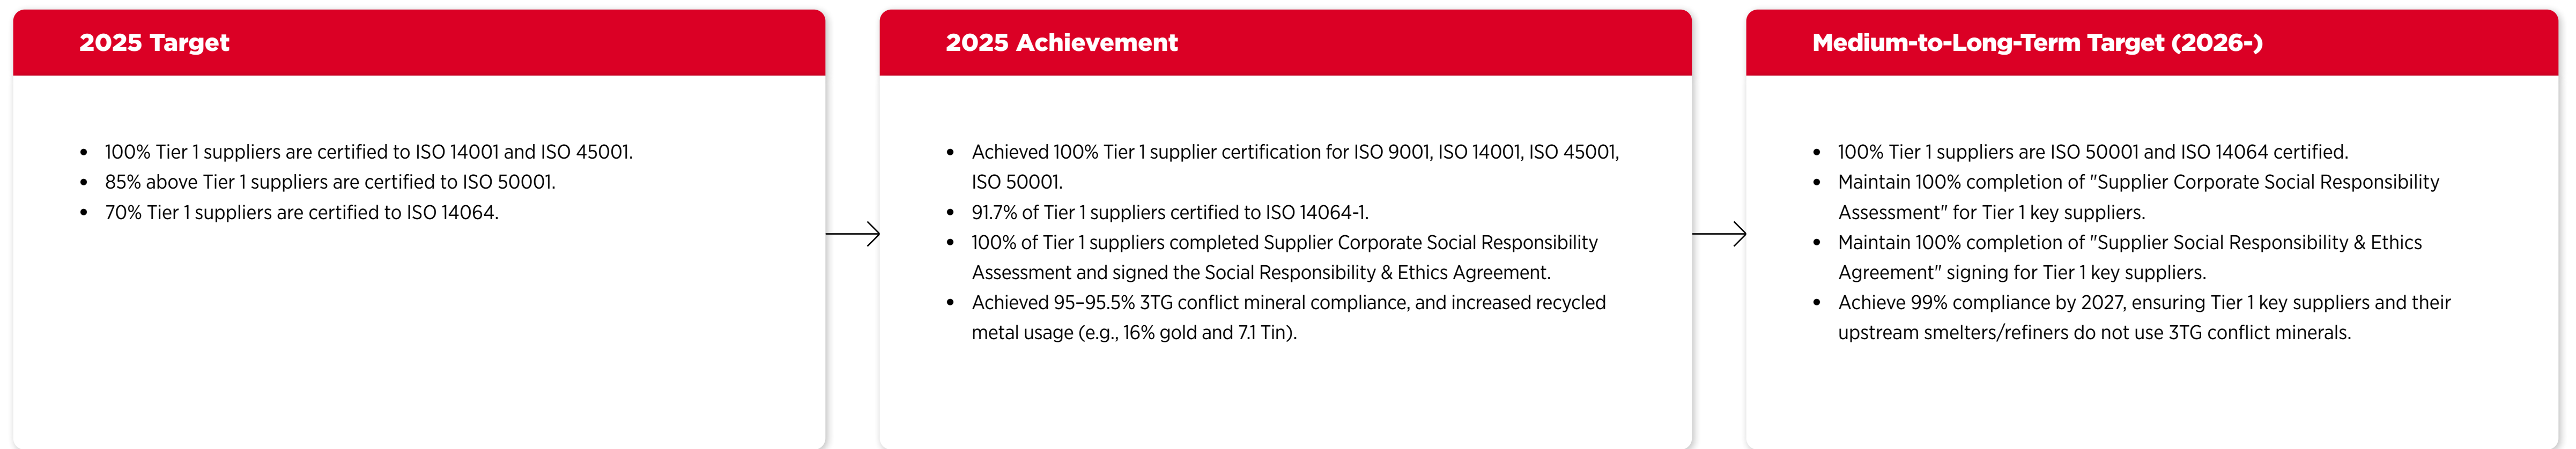 2025 Target
• 100% Tier 1 suppliers are certified to ISO 14001 and ISO 45001.
• 85% above Tier 1 suppliers are certified to ISO 50001.
• 70% Tier 1 suppliers are certified to ISO 14064.
2025 Achievement
• Achieved 100% Tier 1 supplier certification for ISO 9001, ISO 14001, ISO 45001,
ISO 50001.
• 91.7% of Tier 1 suppliers certified to ISO 14064-1.
• 100% of Tier 1 suppliers completed Supplier Corporate Social Responsibility
Assessment and signed the Social Responsibility & Ethics Agreement.
• Achieved 95–95.5% 3TG conflict mineral compliance, and increased recycled
metal usage (e.g., 16% gold and 7.1 Tin).
Medium-to-Long-Term Target (2026-)
• 100% Tier 1 suppliers are ISO 50001 and ISO 14064 certified.
• Maintain 100% completion of "Supplier Corporate Social Responsibility
Assessment" for Tier 1 key suppliers.
• Maintain 100% completion of "Supplier Social Responsibility & Ethics
Agreement" signing for Tier 1 key suppliers.
• Achieve 99% compliance by 2027, ensuring Tier 1 key suppliers and their
upstream smelters/refiners do not use 3TG conflict minerals.